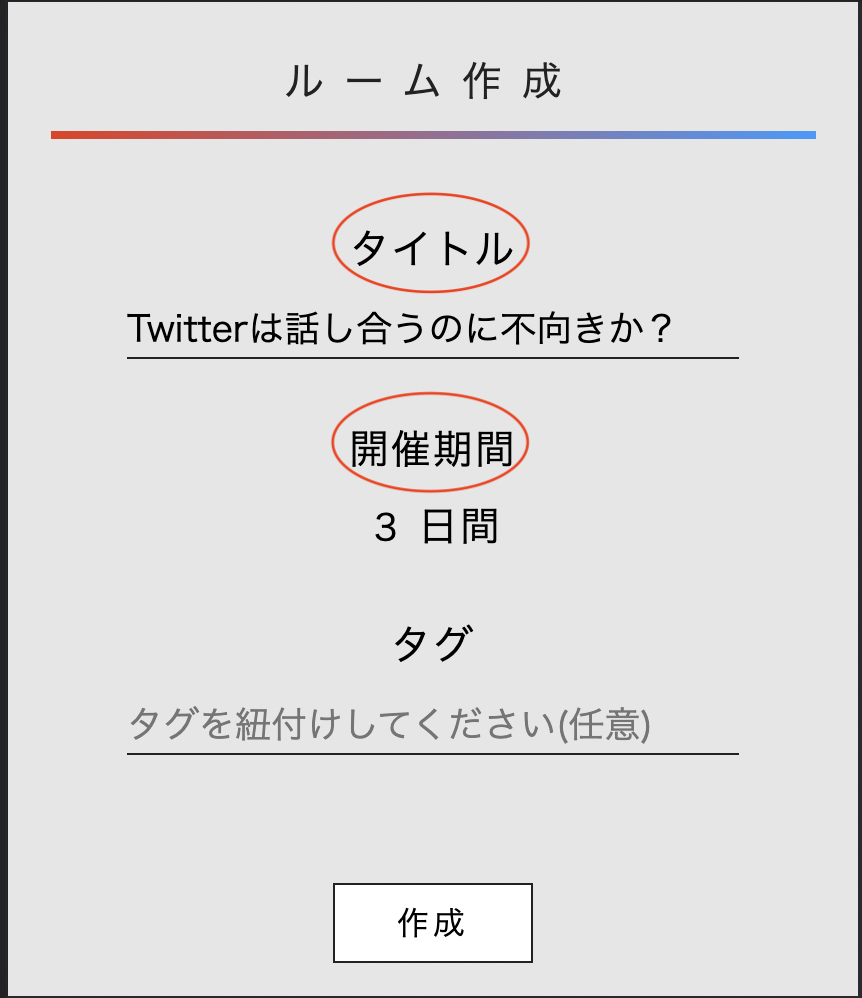 ルーム作成
タイトル
Twitterは話し合うのに不向きか？
開催期間
3 日間
タグ
タグを紐付けしてください(任意)
作成